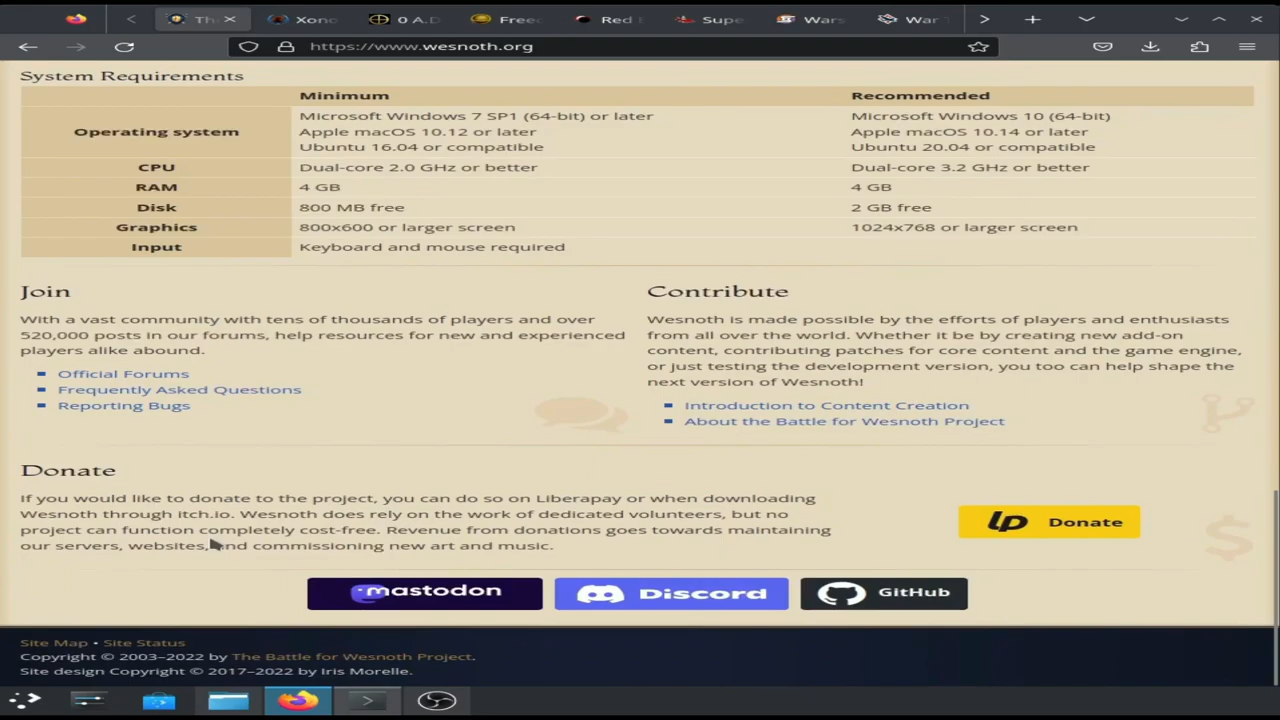 Th
Xono
0 A.D
Free
Red
Supe
Wars
War
https://www.wesnoth.org
System Requirements
Minimum Recommended
Operating system
Microsoft Windows 7 SP1 (64-bit) or later
Apple macOS 10.12 or later
Ubuntu 16.04 or compatible
Microsoft Windows 10 (64-bit)
Apple macOS 10.14 or later
Ubuntu 20.04 or compatible
CPU Dual-core 2.0 GHz or better Dual-core 3.2 GHz or better
RAM 4 GB 4 GB
Disk 800 MB free 2 GB free
Graphics 800x600 or larger screen 1024x768 or larger screen
Input Keyboard and mouse required
Join
With a vast community with tens of thousands of players and over
520,000 posts in our forums, help resources for new and experienced
players alike abound.
Official Forums
Frequently Asked Questions
Reporting Bugs
Contribute
Wesnoth is made possible by the efforts of players and enthusiasts
from all over the world. Whether it be by creating new add-on
content, contributing patches for core content and the game engine,
or just testing the development version, you too can help shape the
next version of Wesnoth!
Introduction to Content Creation
About the Battle for Wesnoth Project
Donate
If you would like to donate to the project, you can do so on Liberapay or when downloading
Wesnoth through itch.io. Wesnoth does rely on the work of dedicated volunteers, but no
project can function completely cost-free. Revenue from donations goes towards maintaining
our servers, websites, and commissioning new art and music.
lp Donate
mastodon
Discord
GitHub
Site Map • Site Status
Copyright © 2003–2022 by The Battle for Wesnoth Project.
Site design Copyright © 2017–2022 by Iris Morelle.